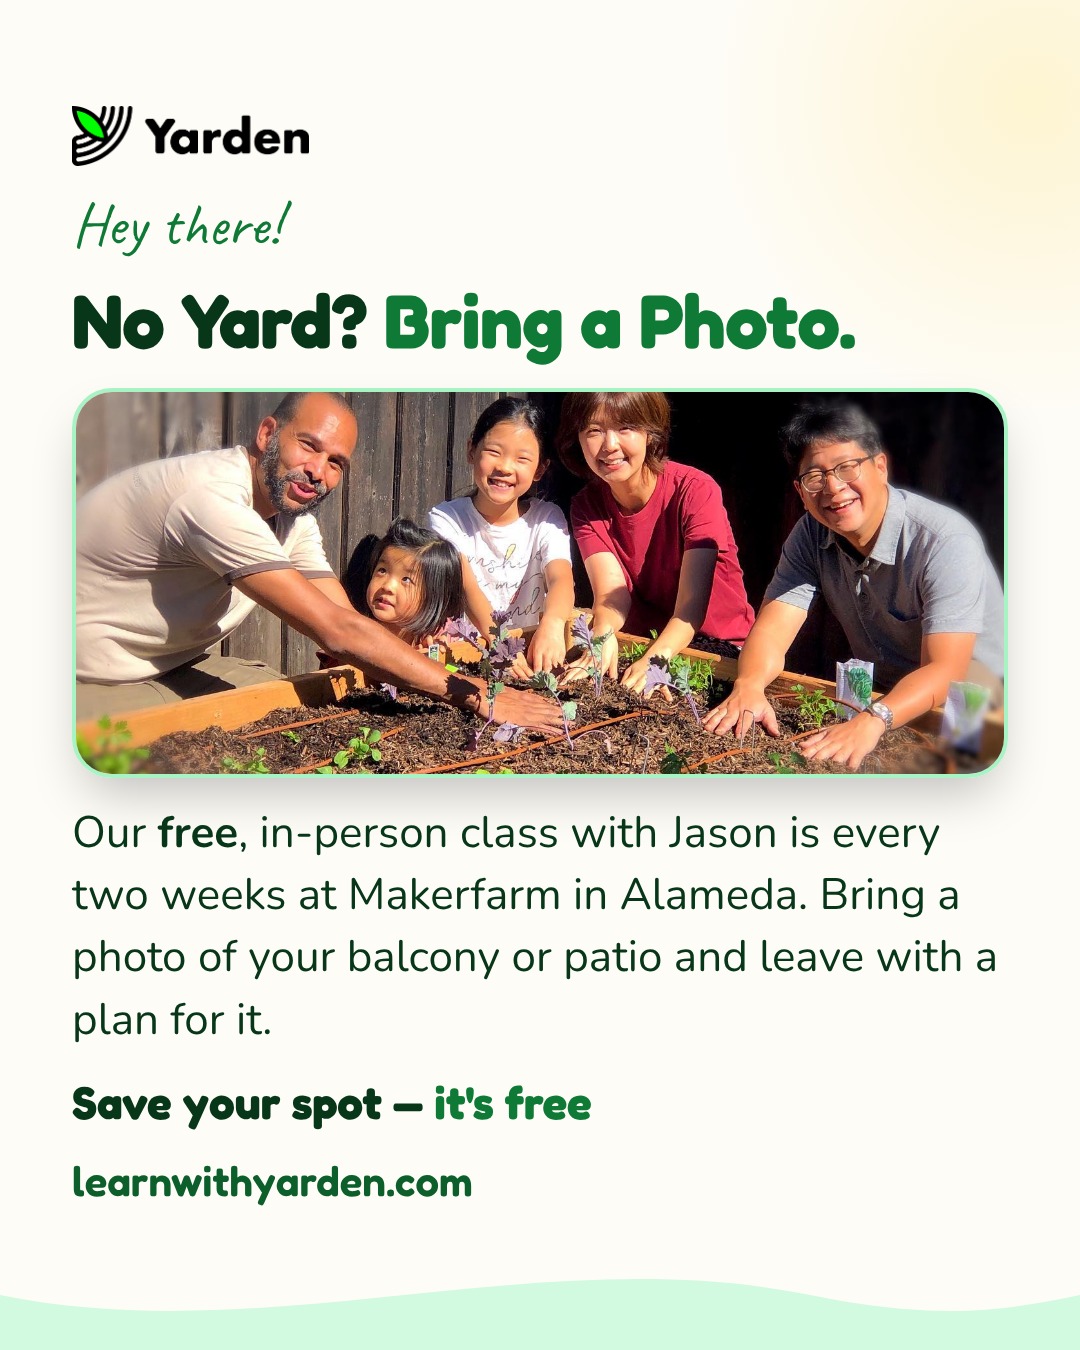 Yarden
Hey there!
No Yard? Bring a Photo.
Our free, in-person class with Jason is every
two weeks at Makerfarm in Alameda. Bring a
photo of your balcony or patio and leave with a
plan for it.
Save your spot — it's free
learnwithyarden.com